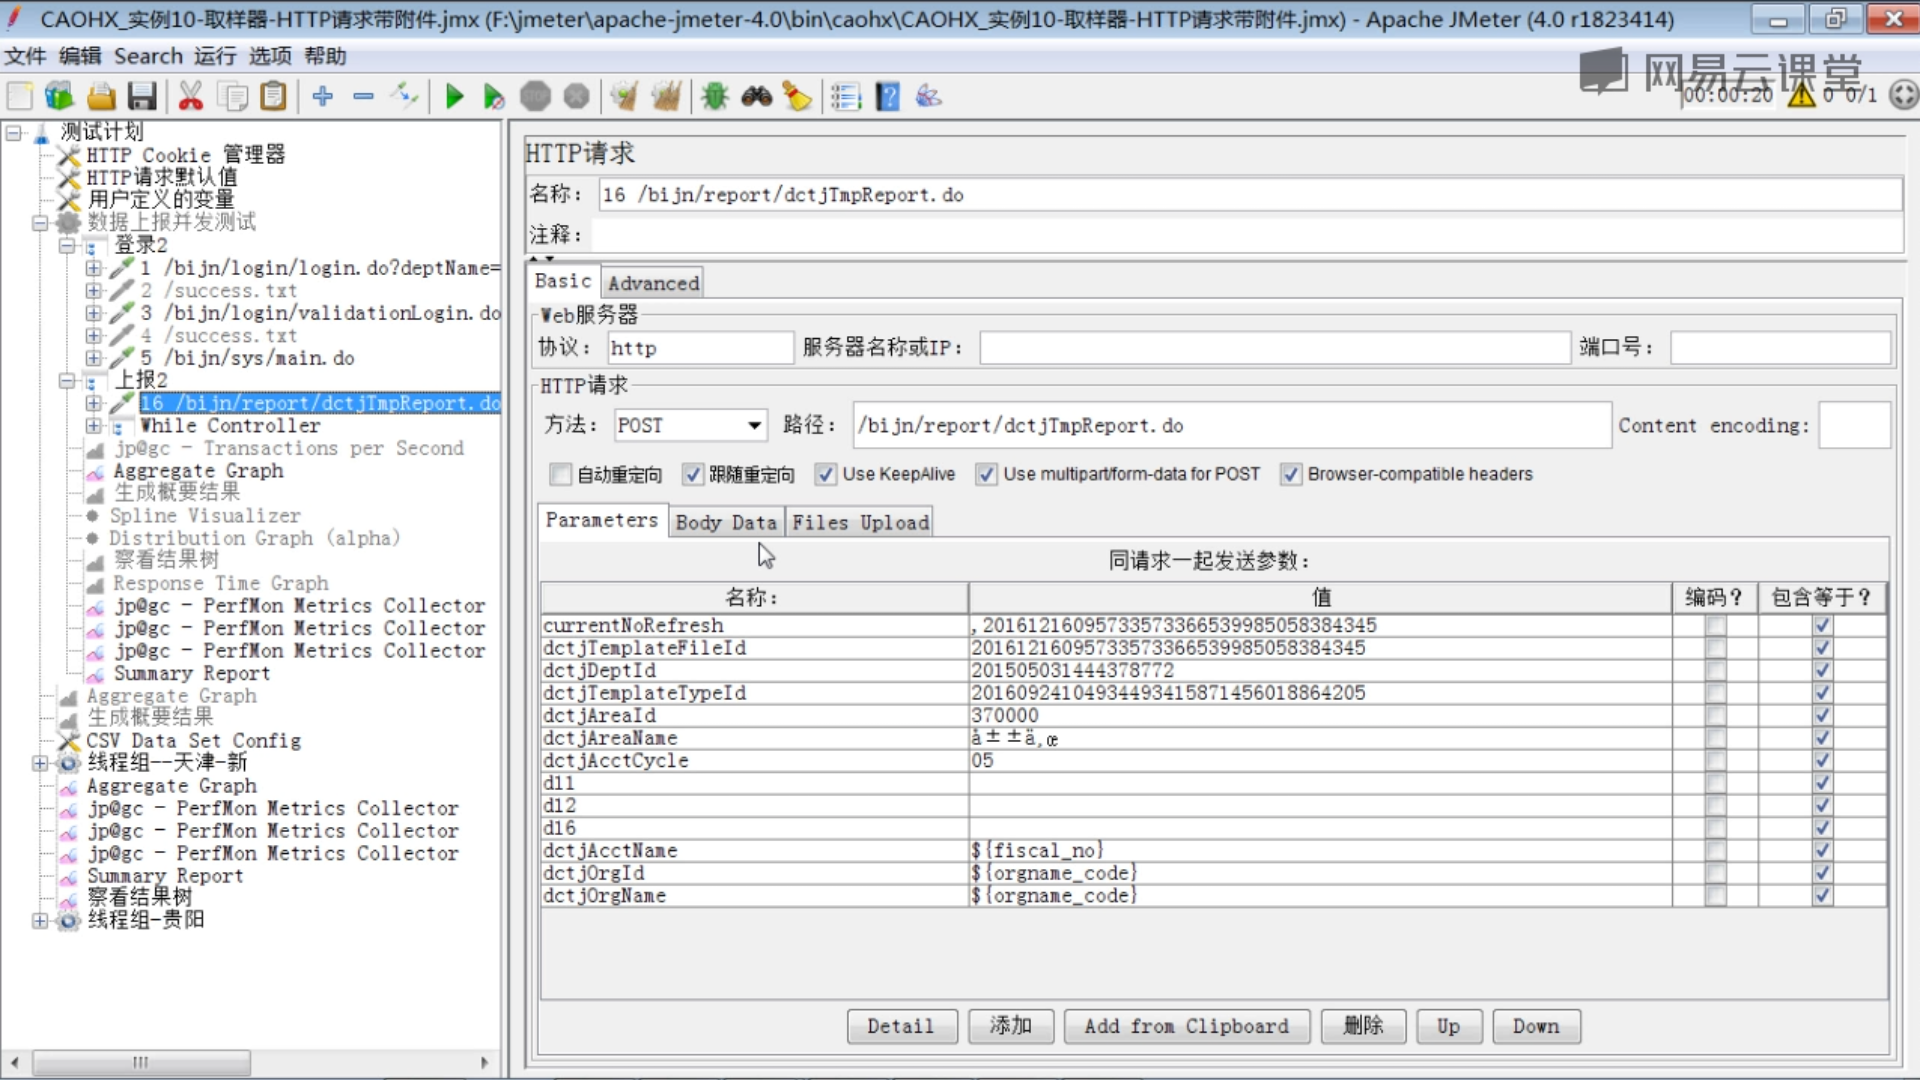 CAOHX_实例10-取样器-HTTP请求带附件.jmx (F:\jmeter\apache-jmeter-4.0\bin\caohx\CAOHX_实例10-取样器-HTTP请求带附件.jmx) - Apache JMeter (4.0 r1823414)
文件 编辑 Search 运行 选项 帮助
网易云课堂
00:00:20 0 0/1
测试计划
HTTP Cookie 管理器
HTTP请求默认值
用户定义的变量
数据上报并发测试
登录2
1 /bijn/login/login.do?deptName=
2 /success.txt
3 /bijn/login/validationLogin.do
4 /success.txt
5 /bijn/sys/main.do
上报2
16 /bijn/report/dctjTmpReport.do
While Controller
jp@gc - Transactions per Second
Aggregate Graph
生成概要结果
Spline Visualizer
Distribution Graph (alpha)
察看结果树
Response Time Graph
jp@gc - PerfMon Metrics Collector
jp@gc - PerfMon Metrics Collector
jp@gc - PerfMon Metrics Collector
Summary Report
Aggregate Graph
生成概要结果
CSV Data Set Config
线程组--天津-新
Aggregate Graph
jp@gc - PerfMon Metrics Collector
jp@gc - PerfMon Metrics Collector
jp@gc - PerfMon Metrics Collector
Summary Report
察看结果树
线程组-贵阳
HTTP请求
名称： 16 /bijn/report/dctjTmpReport.do
注释：
Basic Advanced
Web服务器
协议： http 服务器名称或IP： 端口号：
HTTP请求
方法： POST 路径： /bijn/report/dctjTmpReport.do Content encoding:
自动重定向 跟随重定向 Use KeepAlive Use multipart/form-data for POST Browser-compatible headers
Parameters Body Data Files Upload
同请求一起发送参数：
名称： 值 编码？ 包含等于？
currentNoRefresh ,20161216095733573366539985058384345
dctjTemplateFileId 20161216095733573366539985058384345
dctjDeptId 201505031444378772
dctjTemplateTypeId 20160924104934493415871456018864205
dctjAreaId 370000
dctjAreaName å±±ä¸œ
dctjAcctCycle 05
d11
d12
d16
dctjAcctName ${fiscal_no}
dctjOrgId ${orgname_code}
dctjOrgName ${orgname_code}
Detail 添加 Add from Clipboard 删除 Up Down